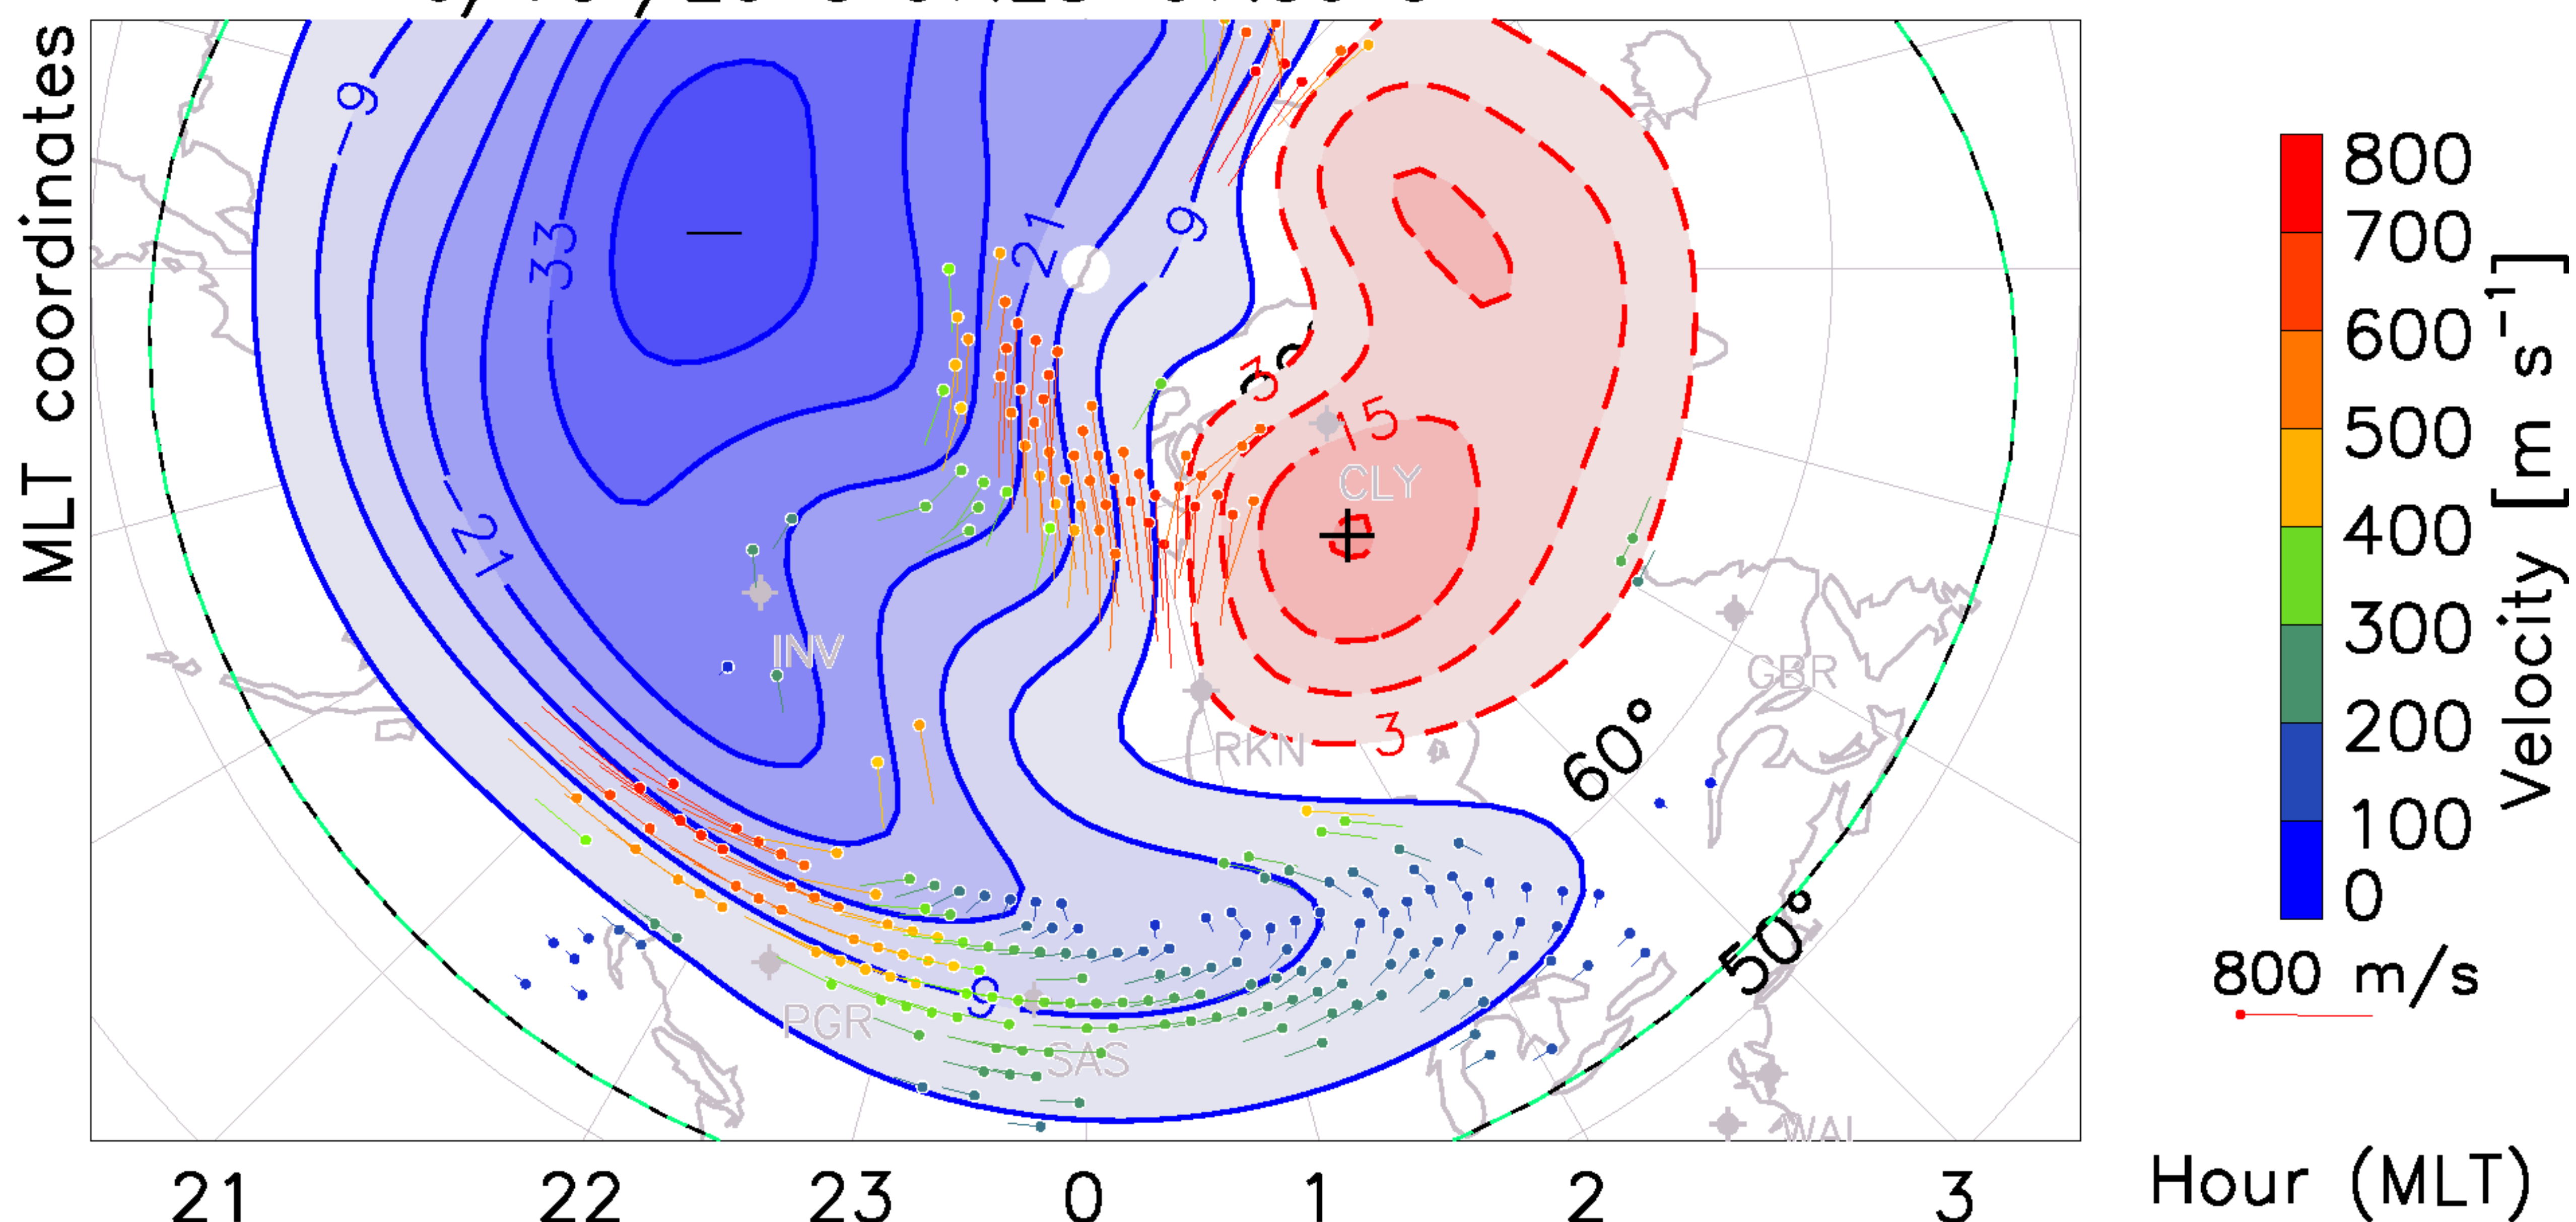 MLT coordinates
-9
33
21
-9
3
15
CLY
-21
INV
RKN
3
GBR
60°
50°
-9
PGR
SAS
WAL
21 22 23 0 1 2 3 Hour (MLT)
800
700
600
500
400
300
200
100
0
Velocity [m s⁻¹]
800 m/s